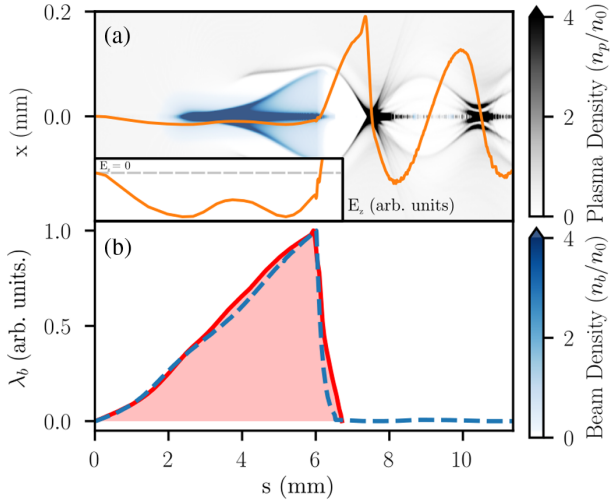 0.2
(a)
x (mm)
0.0
E_z = 0
E_z (arb. units)
4
2
0
Plasma Density (n_p/n_0)
(b)
1.0
0.5
0.0
λ_b (arb. units.)
0 2 4 6 8 10
s (mm)
4
2
0
Beam Density (n_b/n_0)